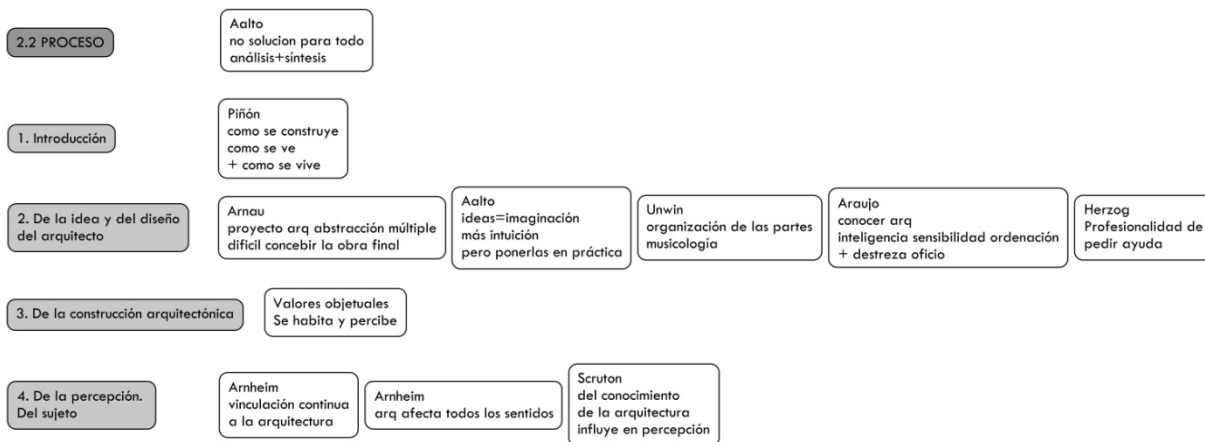 2.2 PROCESO
Aalto
no solucion para todo
análisis+síntesis
1. Introducción
Piñón
como se construye
como se ve
+ como se vive
2. De la idea y del diseño
del arquitecto
Arnau
proyecto arq abstracción múltiple
dificil concebir la obra final
Aalto
ideas=imaginación
más intuición
pero ponerlas en práctica
Unwin
organización de las partes
musicología
Araujo
conocer arq
inteligencia sensibilidad ordenación
+ destreza oficio
Herzog
Profesionalidad de
pedir ayuda
3. De la construcción arquitectónica
Valores objetuales
Se habita y percibe
4. De la percepción.
Del sujeto
Arnheim
vinculación continua
a la arquitectura
Arnheim
arq afecta todos los sentidos
Scruton
del conocimiento
de la arquitectura
influye en percepción